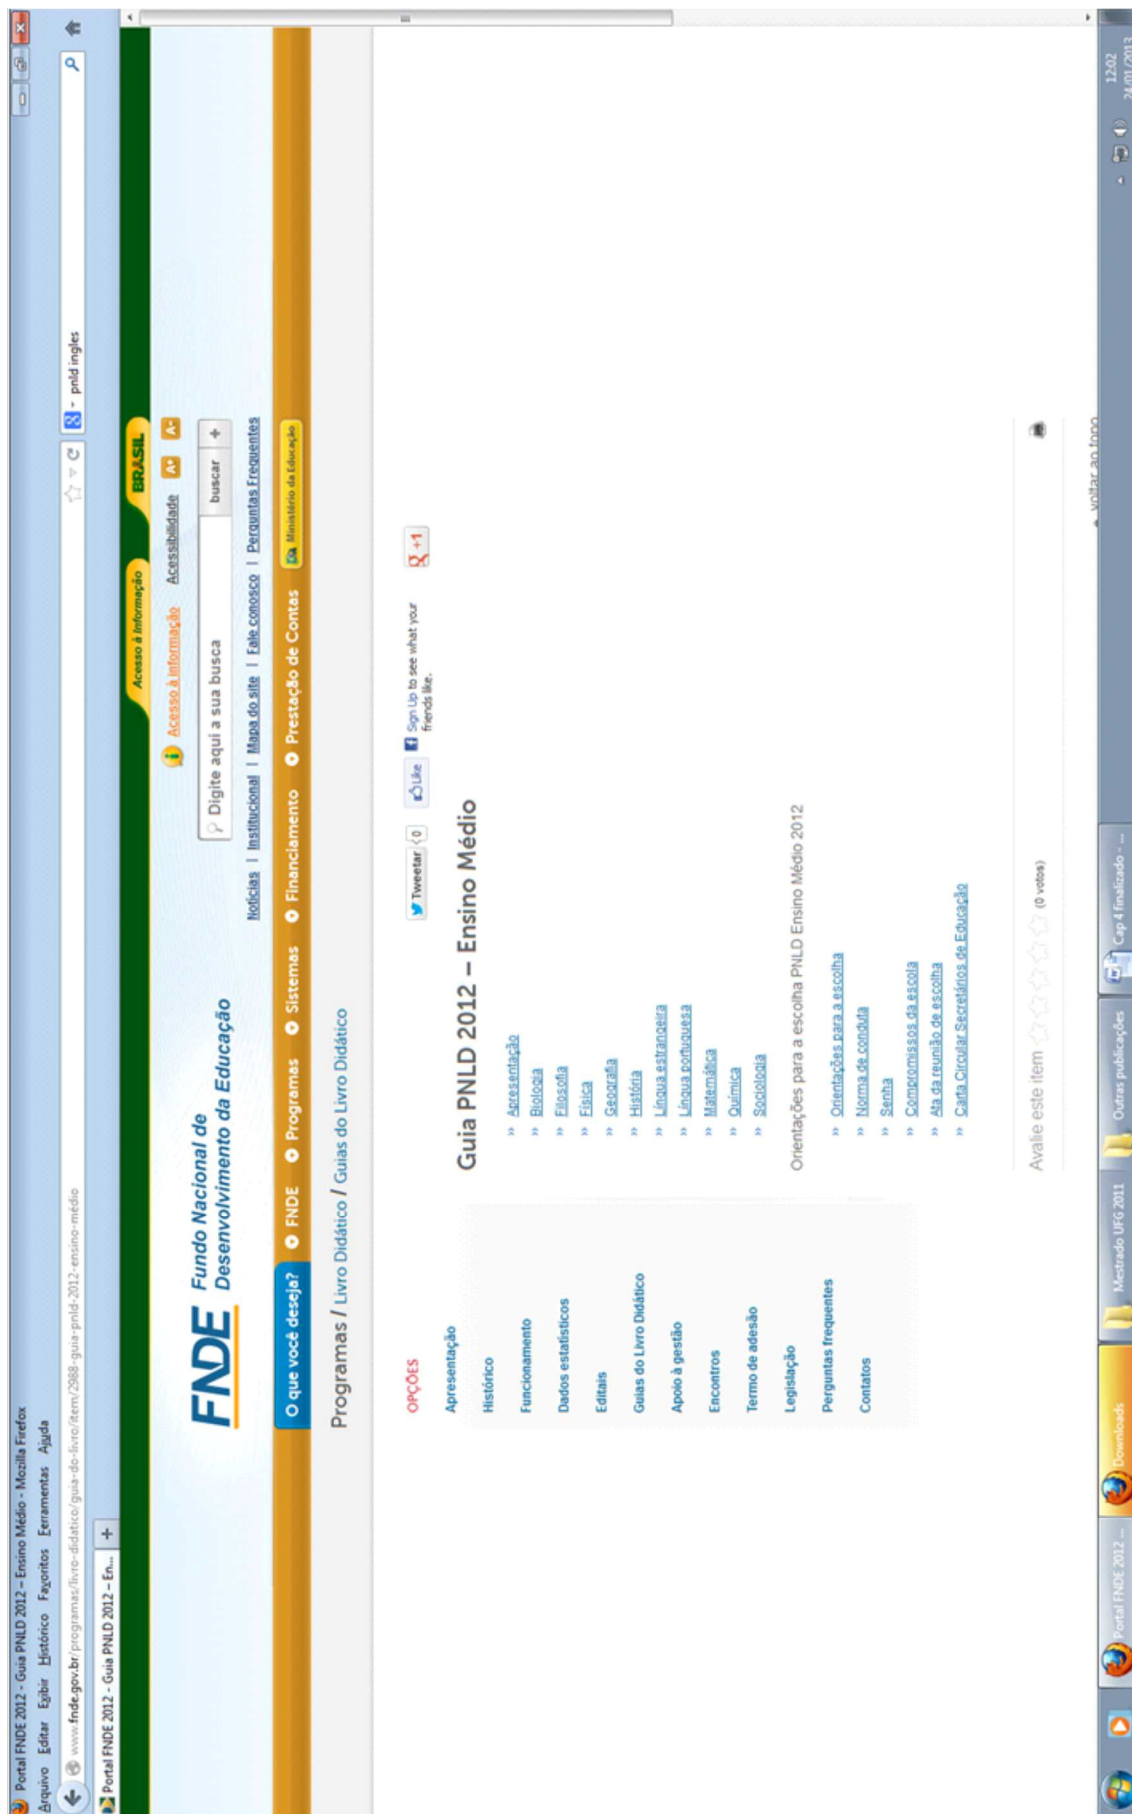 Portal FNDE 2012 - Guia PNLD 2012 – Ensino Médio - Mozilla Firefox
Arquivo Editar Exibir Histórico Favoritos Ferramentas Ajuda
www.fnde.gov.br/programas/livro-didatico/guia-do-livro/item/2988-guia-pnld-2012-ensino-médio
pnld ingles
Portal FNDE 2012 - Guia PNLD 2012 – En...
Acesso à Informação
BRASIL
Acesso à informação Acessibilidade A+ A-
FNDE Fundo Nacional de
Desenvolvimento da Educação
Digite aqui a sua busca
buscar +
Notícias | Institucional | Mapa do site | Fale conosco | Perguntas Frequentes
O que você deseja? FNDE Programas Sistemas Financiamento Prestação de Contas Ministério da Educação
Programas / Livro Didático / Guias do Livro Didático
OPÇÕES
Apresentação
Histórico
Funcionamento
Dados estatísticos
Editais
Guias do Livro Didático
Apoio à gestão
Encontros
Termo de adesão
Legislação
Perguntas frequentes
Contatos
Tweetar 0 Like Sign Up to see what your
friends like.
+1
Guia PNLD 2012 – Ensino Médio
» Apresentação
» Biologia
» Filosofia
» Física
» Geografia
» História
» Língua estrangeira
» Língua portuguesa
» Matemática
» Química
» Sociologia
Orientações para a escolha PNLD Ensino Médio 2012
» Orientações para a escolha
» Norma de conduta
» Senha
» Compromissos da escola
» Ata da reunião de escolha
» Carta Circular Secretários de Educação
Avalie este item (0 votos)
voltar ao topo
Portal FNDE 2012 ... Downloads Mestrado UFG 2011 Outras publicações Cap 4 finalizado - ...
12:02
24/01/2013